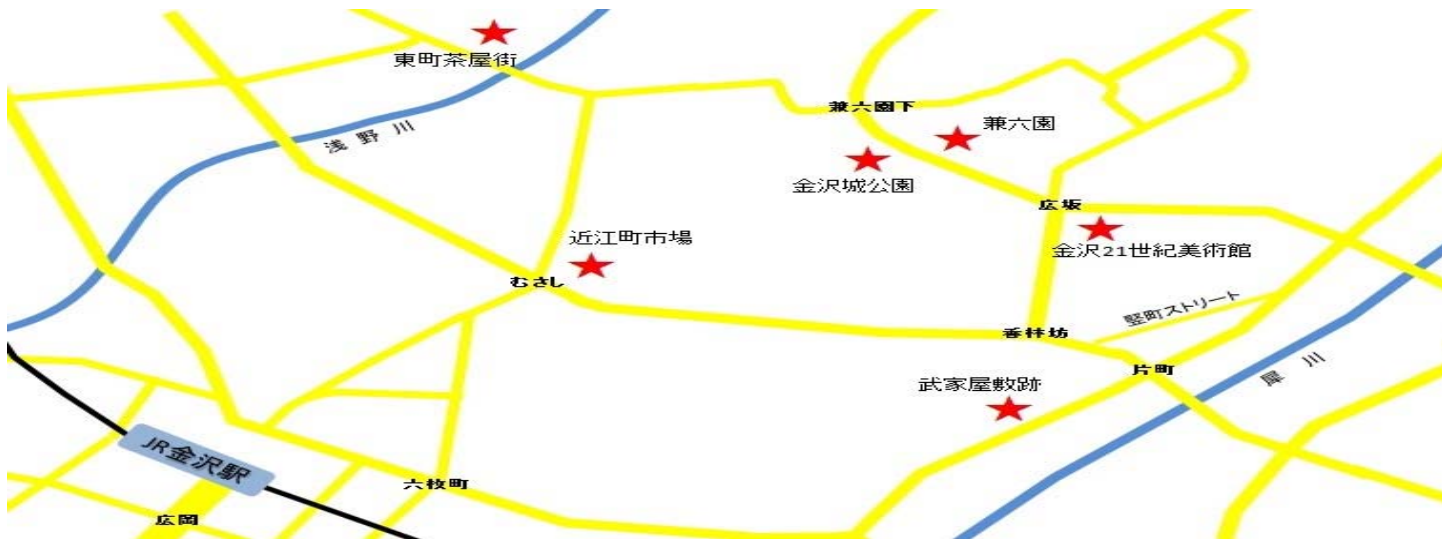 東町茶屋街
浅野川
兼六園下
兼六園
金沢城公園
広坂
金沢21世紀美術館
近江町市場
むさし
竪町ストリート
香林坊
片町
犀川
武家屋敷跡
JR金沢駅
六枚町
広岡